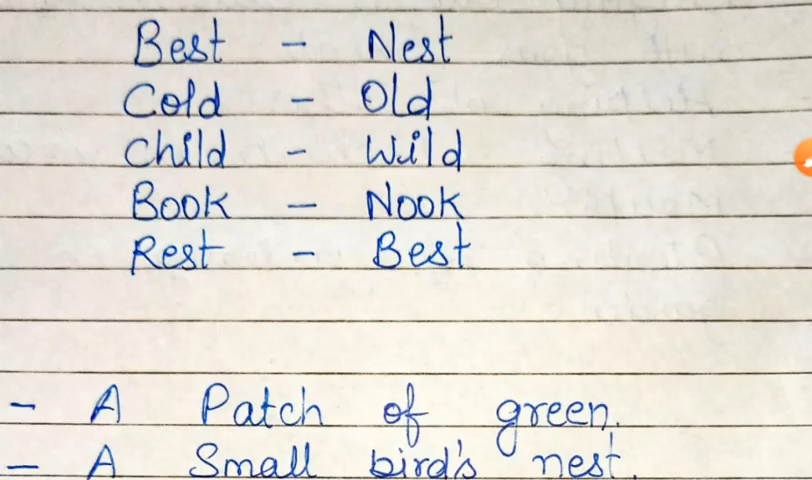 Best - Nest
Cold - Old
Child - Wild
Book - Nook
Rest - Best
- A Patch of green.
- A Small bird's nest.